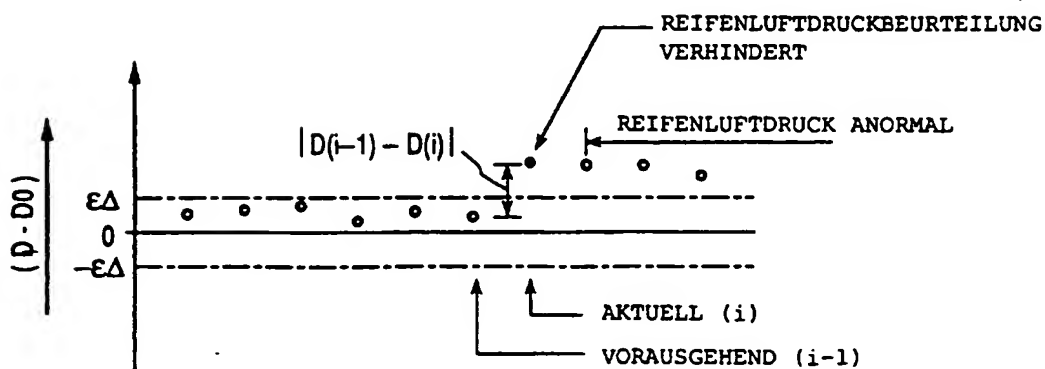 REIFENLUFTDRUCKBEURTEILUNG
VERHINDERT
|D(i–1) – D(i)|
REIFENLUFTDRUCK ANORMAL
(D - D0)
εΔ
0
–εΔ
AKTUELL (i)
VORAUSGEHEND (i-1)